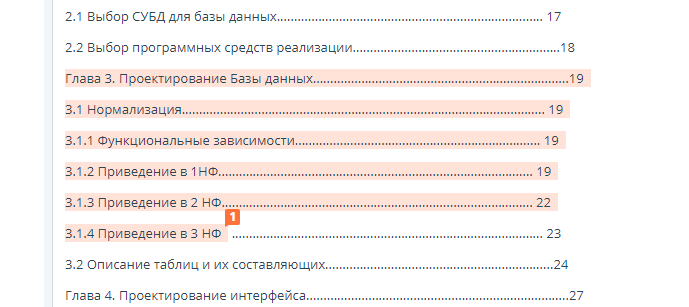 2.1 Выбор СУБД для базы данных........................................................................ 17
2.2 Выбор программных средств реализации........................................................18
Глава 3. Проектирование Базы данных.....................................................................19
3.1 Нормализация.................................................................................................. 19
3.1.1 Функциональные зависимости.................................................................. 19
3.1.2 Приведение в 1НФ..................................................................................... 19
3.1.3 Приведение в 2 НФ.................................................................................... 22
1
3.1.4 Приведение в 3 НФ .................................................................................... 23
3.2 Описание таблиц и их составляющих..............................................................24
Глава 4. Проектирование интерфейса.......................................................................27